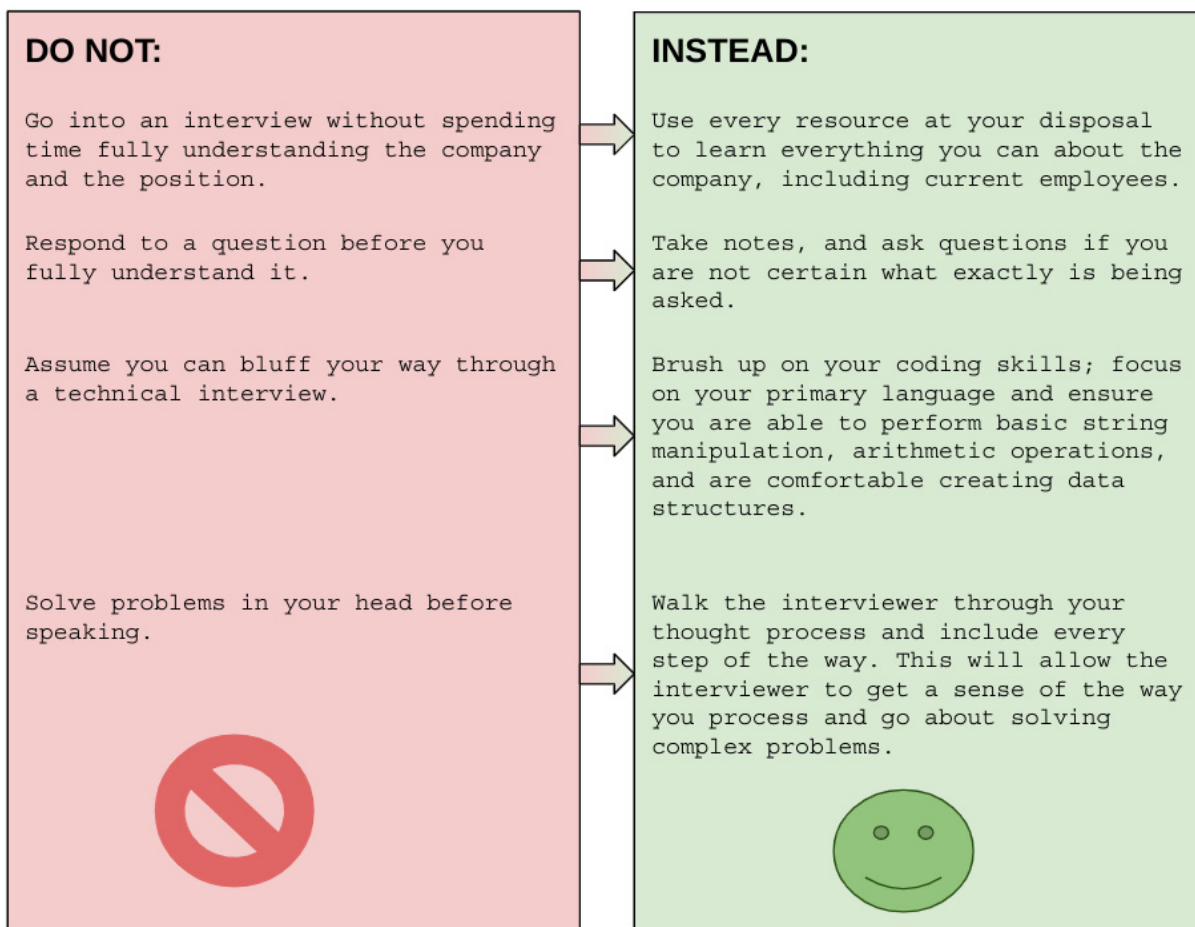 DO NOT:
Go into an interview without spending
time fully understanding the company
and the position.
Respond to a question before you
fully understand it.
Assume you can bluff your way through
a technical interview.
Solve problems in your head before
speaking.
INSTEAD:
Use every resource at your disposal
to learn everything you can about the
company, including current employees.
Take notes, and ask questions if you
are not certain what exactly is being
asked.
Brush up on your coding skills; focus
on your primary language and ensure
you are able to perform basic string
manipulation, arithmetic operations,
and are comfortable creating data
structures.
Walk the interviewer through your
thought process and include every
step of the way. This will allow the
interviewer to get a sense of the way
you process and go about solving
complex problems.